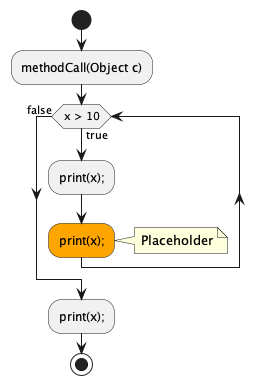 methodCall(Object c)
false
x > 10
true
print(x);
print(x);
Placeholder
print(x);